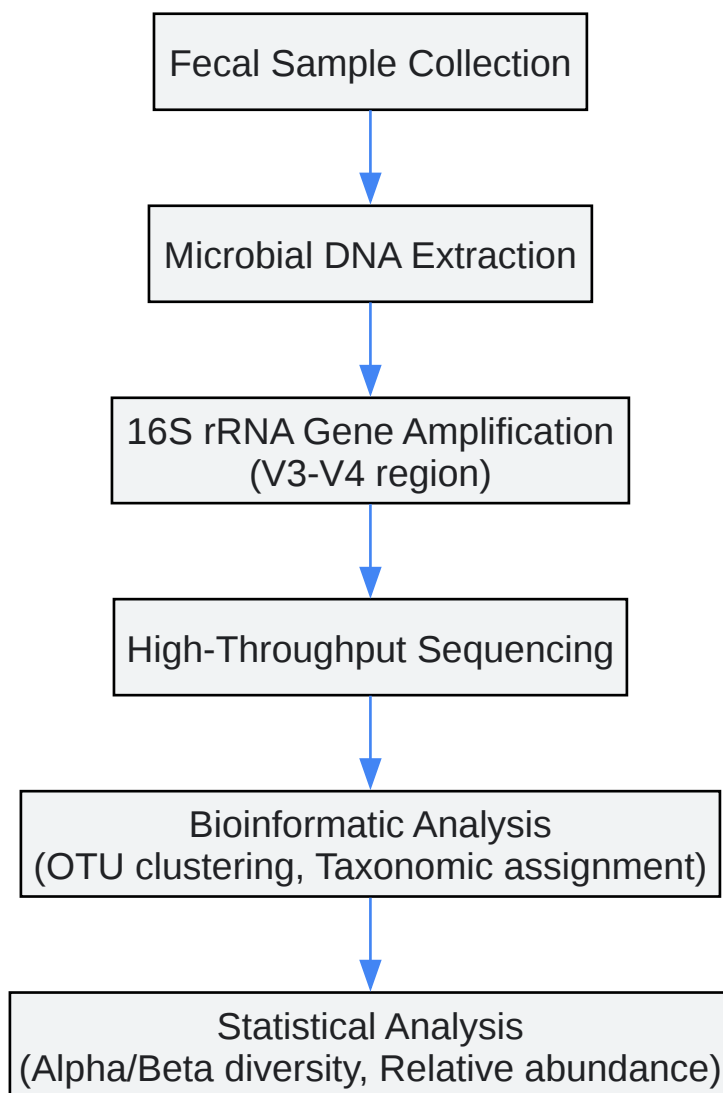 Fecal Sample Collection
Microbial DNA Extraction
16S rRNA Gene Amplification
(V3-V4 region)
High-Throughput Sequencing
Bioinformatic Analysis
(OTU clustering, Taxonomic assignment)
Statistical Analysis
(Alpha/Beta diversity, Relative abundance)